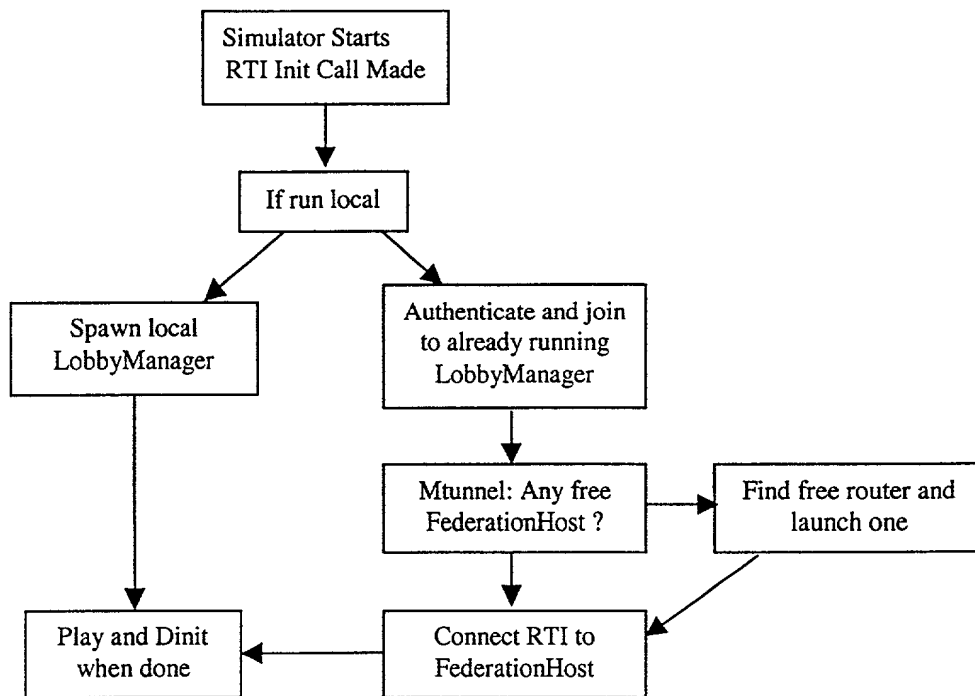 Simulator Starts
RTI Init Call Made
If run local
Spawn local
LobbyManager
Authenticate and join
to already running
LobbyManager
Mtunnel: Any free
FederationHost ?
Find free router and
launch one
Play and Dinit
when done
Connect RTI to
FederationHost